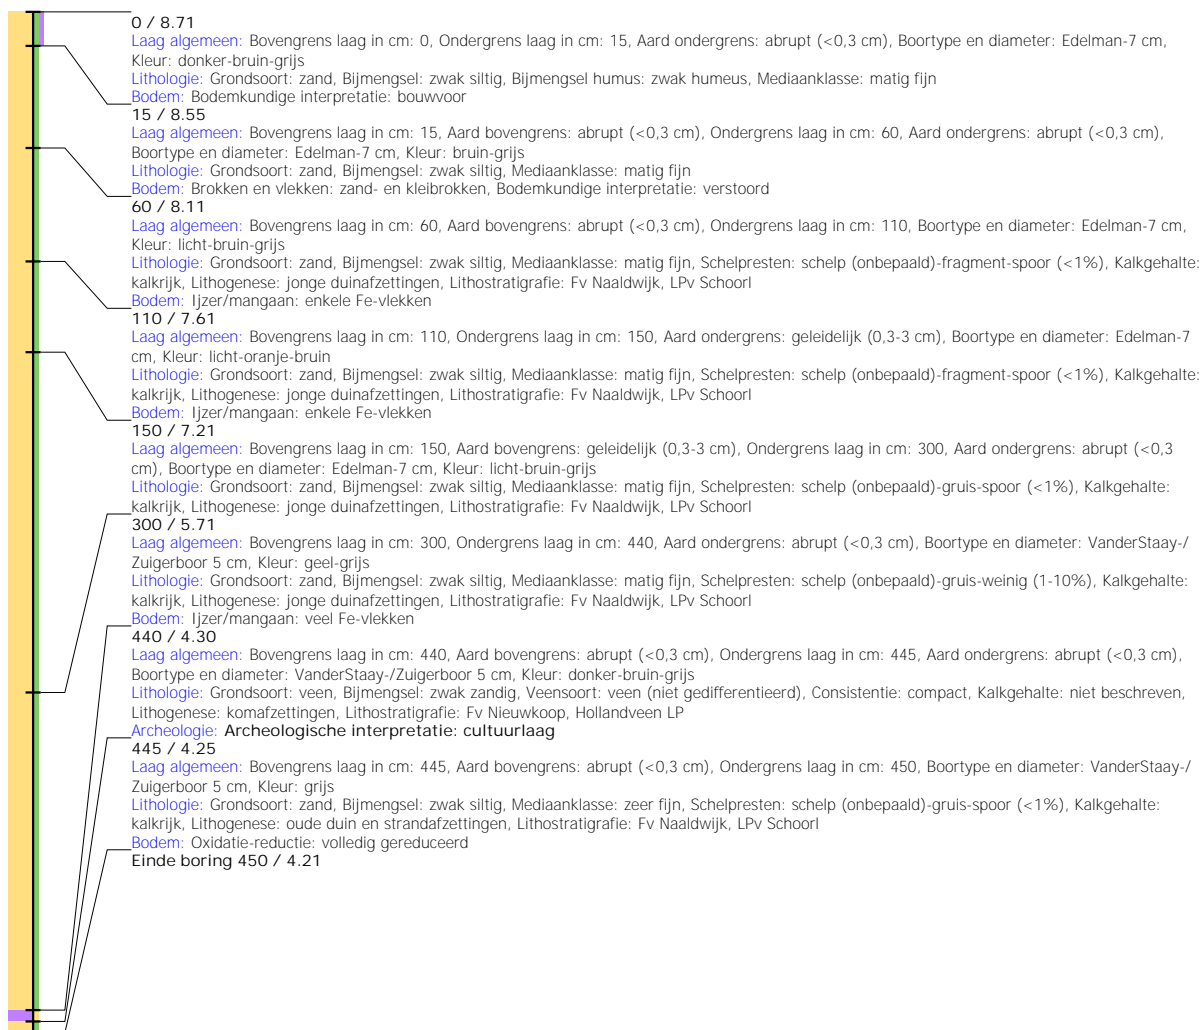 0 / 8.71
Laag algemeen: Bovengrens laag in cm: 0, Ondergrens laag in cm: 15, Aard ondergrens: abrupt (<0,3 cm), Boortype en diameter: Edelman-7 cm,
Kleur: donker-bruin-grijs
Lithologie: Grondsoort: zand, Bijmengsel: zwak siltig, Bijmengsel humus: zwak humeus, Mediaanklasse: matig fijn
Bodem: Bodemkundige interpretatie: bouwvoor
15 / 8.55
Laag algemeen: Bovengrens laag in cm: 15, Aard bovengrens: abrupt (<0,3 cm), Ondergrens laag in cm: 60, Aard ondergrens: abrupt (<0,3 cm),
Boortype en diameter: Edelman-7 cm, Kleur: bruin-grijs
Lithologie: Grondsoort: zand, Bijmengsel: zwak siltig, Mediaanklasse: matig fijn
Bodem: Brokken en vlekken: zand- en kleibrokken, Bodemkundige interpretatie: verstoord
60 / 8.11
Laag algemeen: Bovengrens laag in cm: 60, Aard bovengrens: abrupt (<0,3 cm), Ondergrens laag in cm: 110, Boortype en diameter: Edelman-7 cm,
Kleur: licht-bruin-grijs
Lithologie: Grondsoort: zand, Bijmengsel: zwak siltig, Mediaanklasse: matig fijn, Schelpresten: schelp (onbepaald)-fragment-spoor (<1%), Kalkgehalte:
kalkrijk, Lithogenese: jonge duinafzettingen, Lithostratigrafie: Fv Naaldwijk, LPv Schoorl
Bodem: Ijzer/mangaan: enkele Fe-vlekken
110 / 7.61
Laag algemeen: Bovengrens laag in cm: 110, Ondergrens laag in cm: 150, Aard ondergrens: geleidelijk (0,3-3 cm), Boortype en diameter: Edelman-7
cm, Kleur: licht-oranje-bruin
Lithologie: Grondsoort: zand, Bijmengsel: zwak siltig, Mediaanklasse: matig fijn, Schelpresten: schelp (onbepaald)-fragment-spoor (<1%), Kalkgehalte:
kalkrijk, Lithogenese: jonge duinafzettingen, Lithostratigrafie: Fv Naaldwijk, LPv Schoorl
Bodem: Ijzer/mangaan: enkele Fe-vlekken
150 / 7.21
Laag algemeen: Bovengrens laag in cm: 150, Aard bovengrens: geleidelijk (0,3-3 cm), Ondergrens laag in cm: 300, Aard ondergrens: abrupt (<0,3
cm), Boortype en diameter: Edelman-7 cm, Kleur: licht-bruin-grijs
Lithologie: Grondsoort: zand, Bijmengsel: zwak siltig, Mediaanklasse: matig fijn, Schelpresten: schelp (onbepaald)-gruis-spoor (<1%), Kalkgehalte:
kalkrijk, Lithogenese: jonge duinafzettingen, Lithostratigrafie: Fv Naaldwijk, LPv Schoorl
300 / 5.71
Laag algemeen: Bovengrens laag in cm: 300, Ondergrens laag in cm: 440, Aard ondergrens: abrupt (<0,3 cm), Boortype en diameter: VanderStaay-/
Zuigerboor 5 cm, Kleur: geel-grijs
Lithologie: Grondsoort: zand, Bijmengsel: zwak siltig, Mediaanklasse: matig fijn, Schelpresten: schelp (onbepaald)-gruis-weinig (1-10%), Kalkgehalte:
kalkrijk, Lithogenese: jonge duinafzettingen, Lithostratigrafie: Fv Naaldwijk, LPv Schoorl
Bodem: Ijzer/mangaan: veel Fe-vlekken
440 / 4.30
Laag algemeen: Bovengrens laag in cm: 440, Aard bovengrens: abrupt (<0,3 cm), Ondergrens laag in cm: 445, Aard ondergrens: abrupt (<0,3 cm),
Boortype en diameter: VanderStaay-/Zuigerboor 5 cm, Kleur: donker-bruin-grijs
Lithologie: Grondsoort: veen, Bijmengsel: zwak zandig, Veensoort: veen (niet gedifferentieerd), Consistentie: compact, Kalkgehalte: niet beschreven,
Lithogenese: komafzettingen, Lithostratigrafie: Fv Nieuwkoop, Hollandveen LP
Archeologie: Archeologische interpretatie: cultuurlaag
445 / 4.25
Laag algemeen: Bovengrens laag in cm: 445, Aard bovengrens: abrupt (<0,3 cm), Ondergrens laag in cm: 450, Boortype en diameter: VanderStaay-/
Zuigerboor 5 cm, Kleur: grijs
Lithologie: Grondsoort: zand, Bijmengsel: zwak siltig, Mediaanklasse: zeer fijn, Schelpresten: schelp (onbepaald)-gruis-spoor (<1%), Kalkgehalte:
kalkrijk, Lithogenese: oude duin en strandafzettingen, Lithostratigrafie: Fv Naaldwijk, LPv Schoorl
Bodem: Oxidatie-reductie: volledig gereduceerd
Einde boring 450 / 4.21